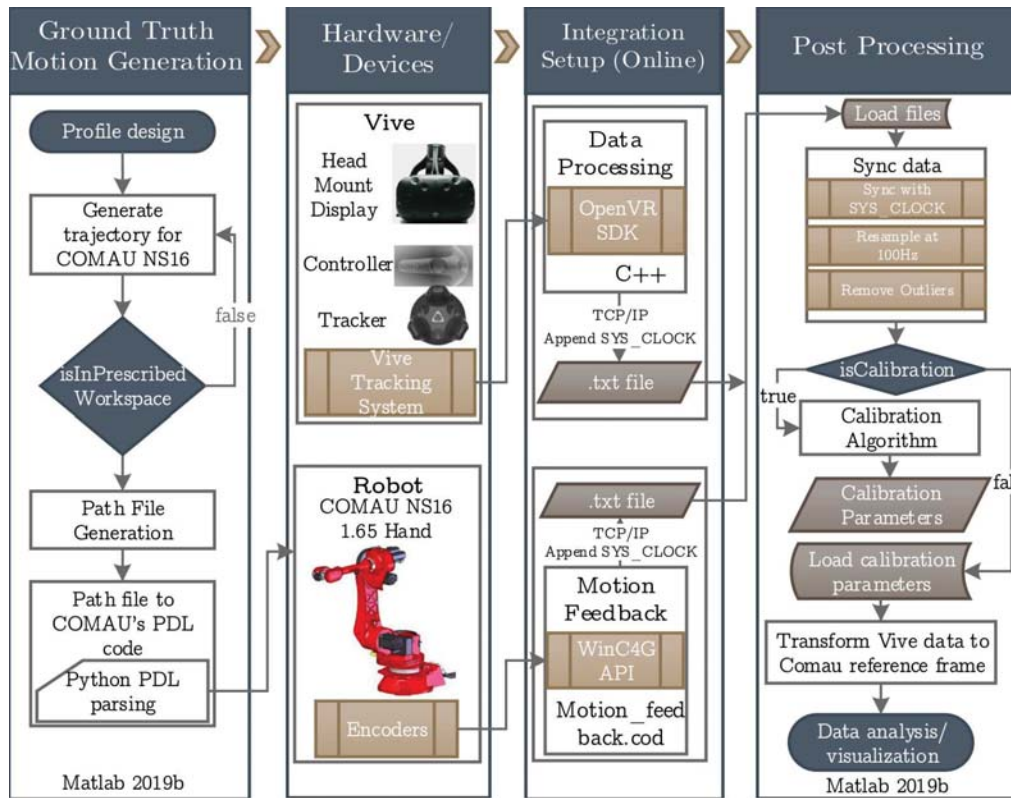 Ground Truth
Motion Generation
Profile design
Generate
trajectory for
COMAU NS16
false
isInPrescribed
Workspace
Path File
Generation
Path file to
COMAU's PDL
code
Python PDL
parsing
Matlab 2019b
Hardware/
Devices
Vive
Head
Mount
Display
Controller
Tracker
Vive
Tracking
System
Robot
COMAU NS16
1.65 Hand
Encoders
Integration
Setup (Online)
Data
Processing
OpenVR
SDK
C++
TCP/IP
Append SYS_CLOCK
.txt file
.txt file
TCP/IP
Append SYS_CLOCK
Motion
Feedback
WinC4G
API
Motion_feed
back.cod
Post Processing
Load files
Sync data
Sync with
SYS_CLOCK
Resample at
100Hz
Remove Outliers
isCalibration
true
Calibration
Algorithm
fal
Calibration
Parameters
Load calibration
parameters
Transform Vive data to
Comau reference frame
Data analysis/
visualization
Matlab 2019b